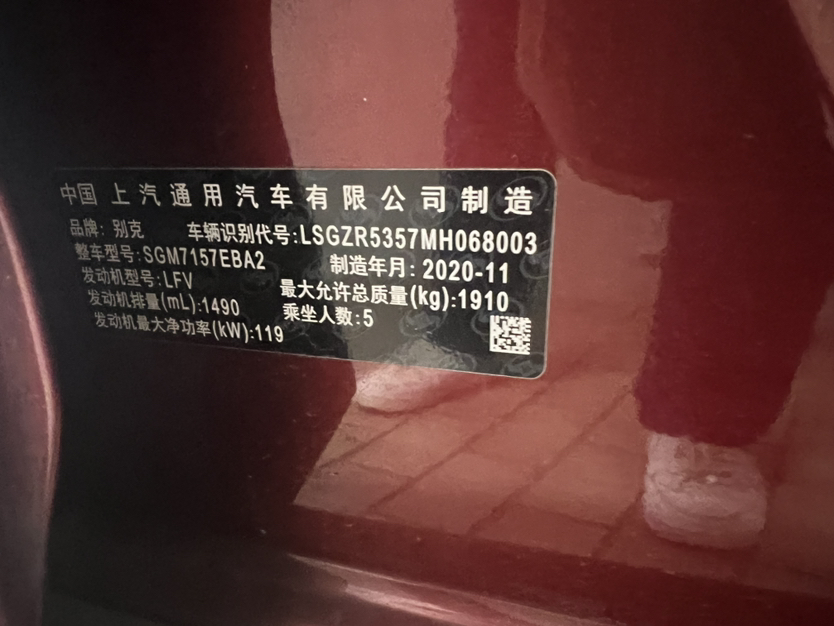 中国 上汽通用汽车有限公司制造
品牌: 别克 车辆识别代号:LSGZR5357MH068003
整车型号:SGM7157EBA2 制造年月: 2020-11
发动机型号:LFV 最大允许总质量(kg):1910
发动机排量(mL):1490 乘坐人数:5
发动机最大净功率(kW):119